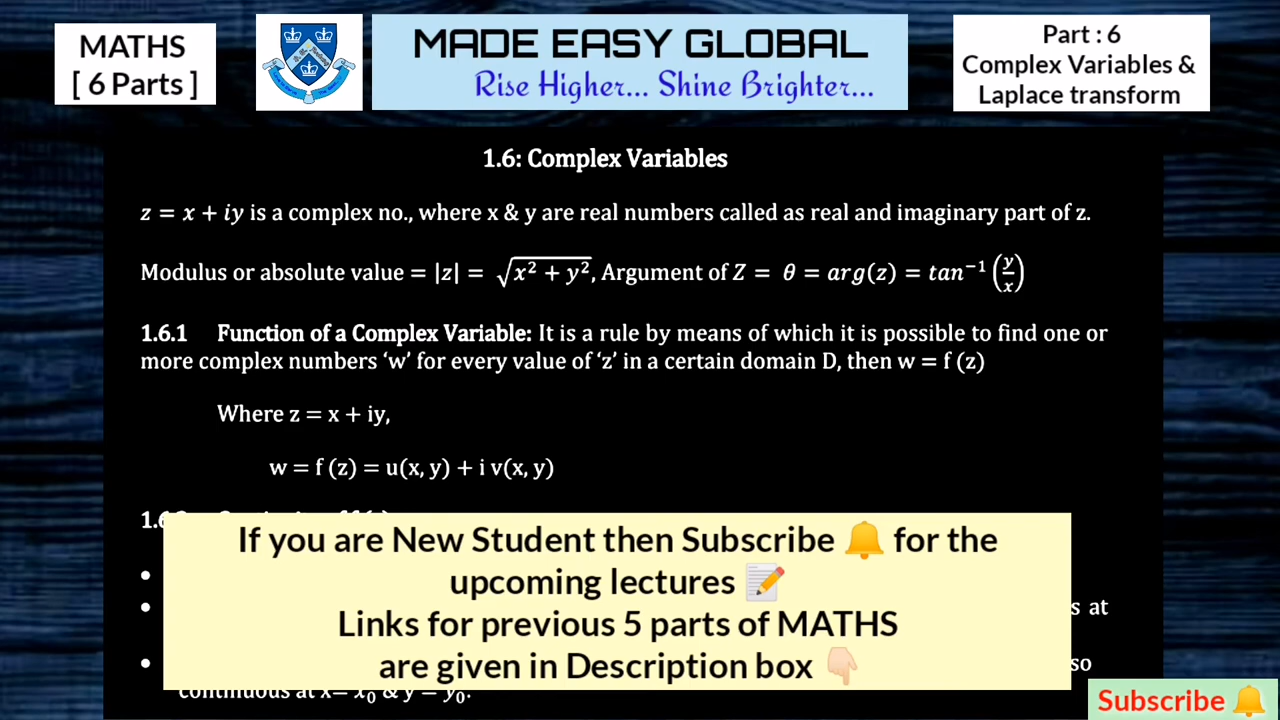 MATHS
[ 6 Parts ]
MADE EASY GLOBAL
Rise Higher... Shine Brighter...
Part : 6
Complex Variables &
Laplace transform
1.6: Complex Variables
z = x + iy is a complex no., where x & y are real numbers called as real and imaginary part of z.
Modulus or absolute value = |z| = √(x² + y²), Argument of Z = θ = arg(z) = tan⁻¹ (y/x)
1.6.1 Function of a Complex Variable: It is a rule by means of which it is possible to find one or
more complex numbers ‘w’ for every value of ‘z’ in a certain domain D, then w = f (z)
Where z = x + iy,
w = f (z) = u(x, y) + i v(x, y)
If you are New Student then Subscribe 🔔 for the
upcoming lectures 📝
Links for previous 5 parts of MATHS
are given in Description box 👇🏻
s at
so
continuous at x= x₀ & y = y₀.
Subscribe 🔔